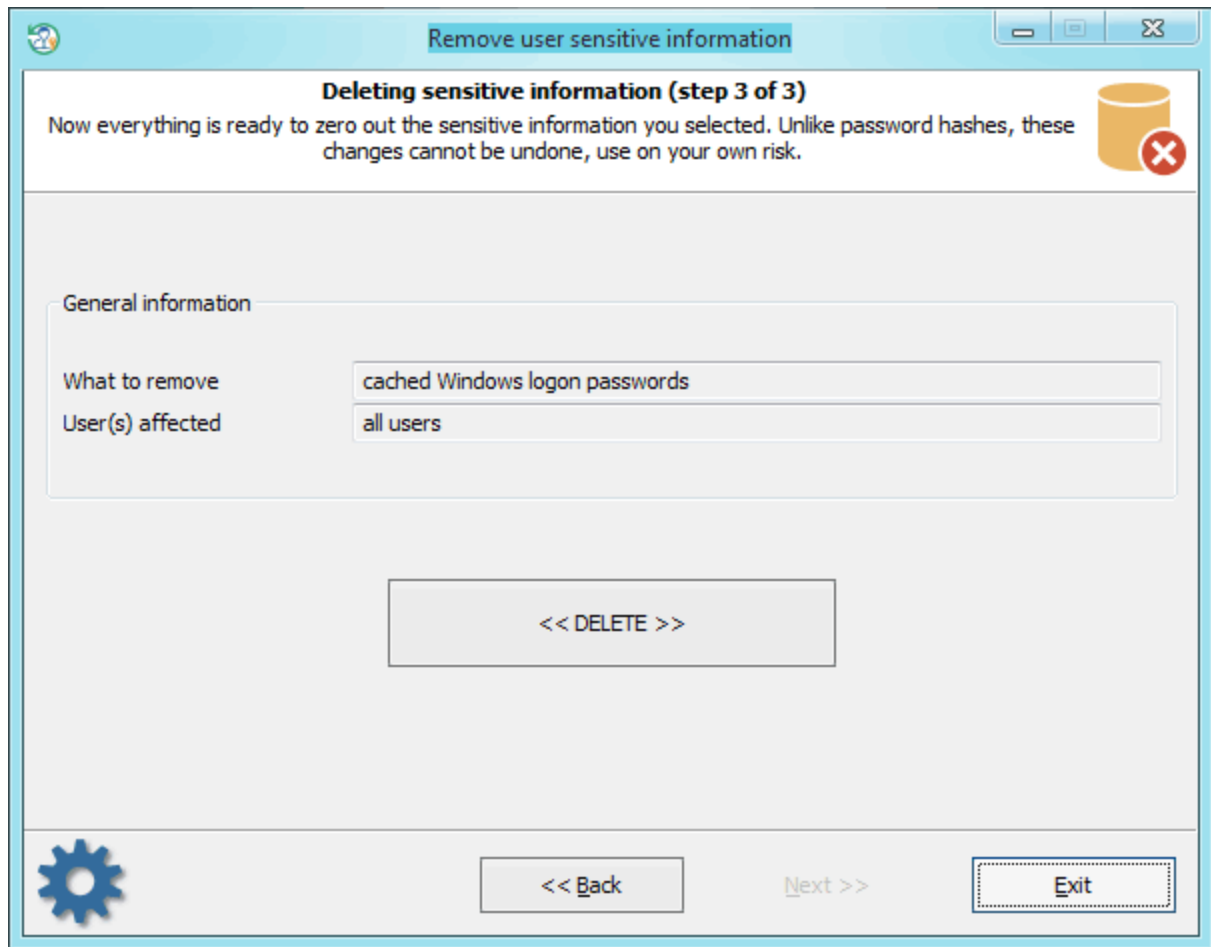 Remove user sensitive information
Deleting sensitive information (step 3 of 3)
Now everything is ready to zero out the sensitive information you selected. Unlike password hashes, these
changes cannot be undone, use on your own risk.
General information
What to remove
cached Windows logon passwords
User(s) affected
all users
<< DELETE >>
<< Back
Next >>
Exit